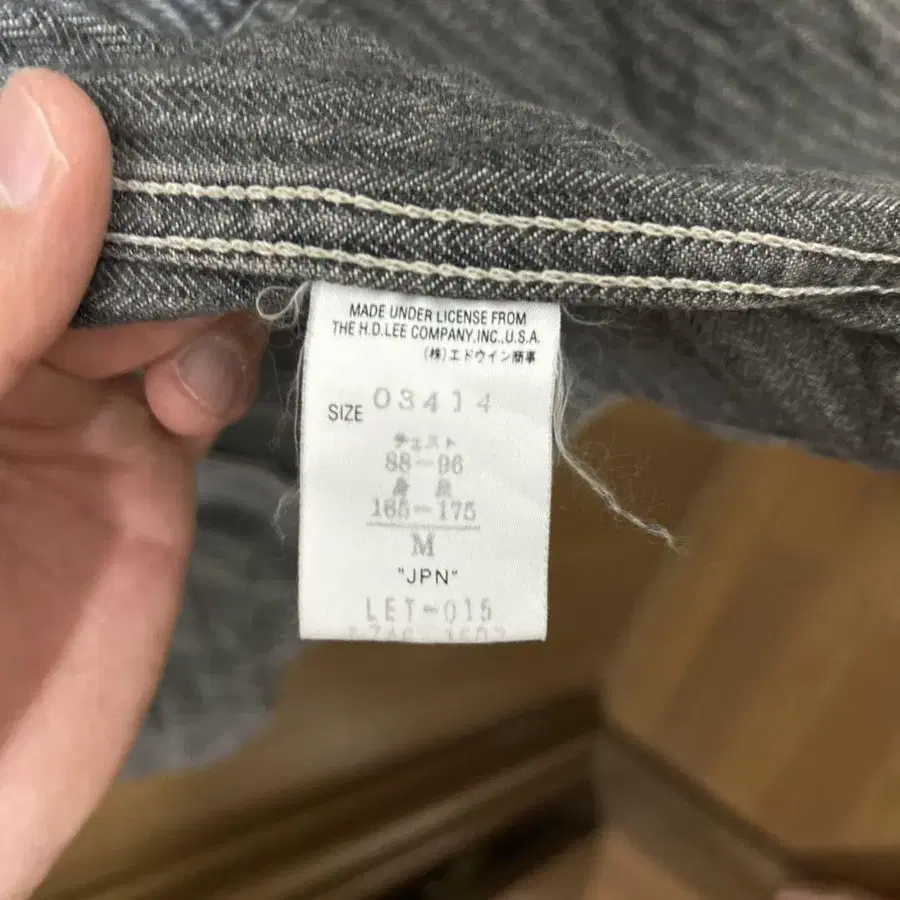 MADE UNDER LICENSE FROM
THE H.D.LEE COMPANY,INC.,U.S.A.
(株)エドウイン商事
SIZE 03414
チェスト
88-96
身長
165-175
M
"JPN"
LET-015